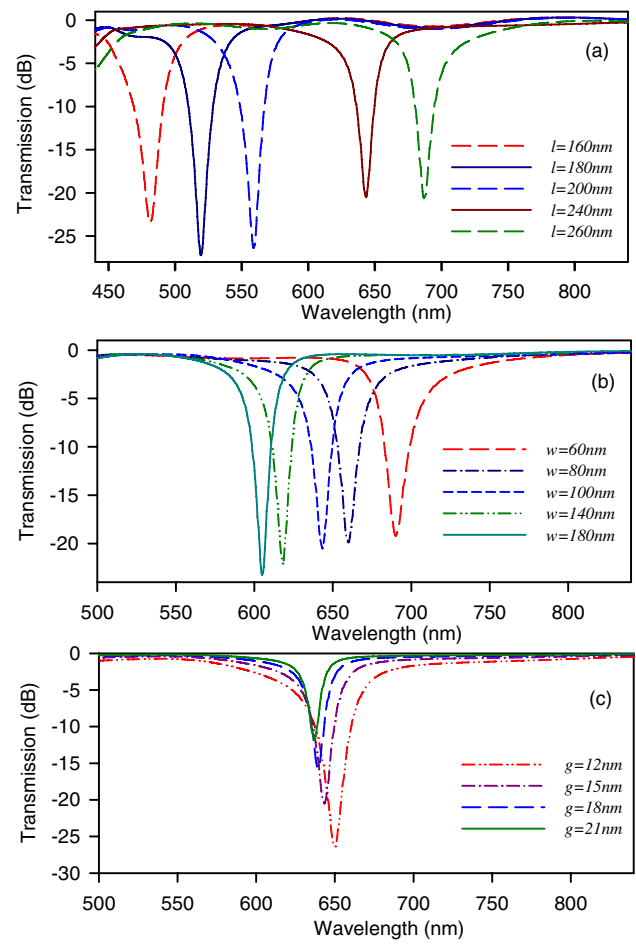 0
-5
-10
-15
-20
-25
Transmission (dB)
(a)
l=160nm
l=180nm
l=200nm
l=240nm
l=260nm
450 500 550 600 650 700 750 800
Wavelength (nm)
0
-5
-10
-15
-20
Transmission (dB)
(b)
w=60nm
w=80nm
w=100nm
w=140nm
w=180nm
500 550 600 650 700 750 800
Wavelength (nm)
0
-5
-10
-15
-20
-25
-30
Transmission (dB)
(c)
g=12nm
g=15nm
g=18nm
g=21nm
500 550 600 650 700 750 800
Wavelength (nm)